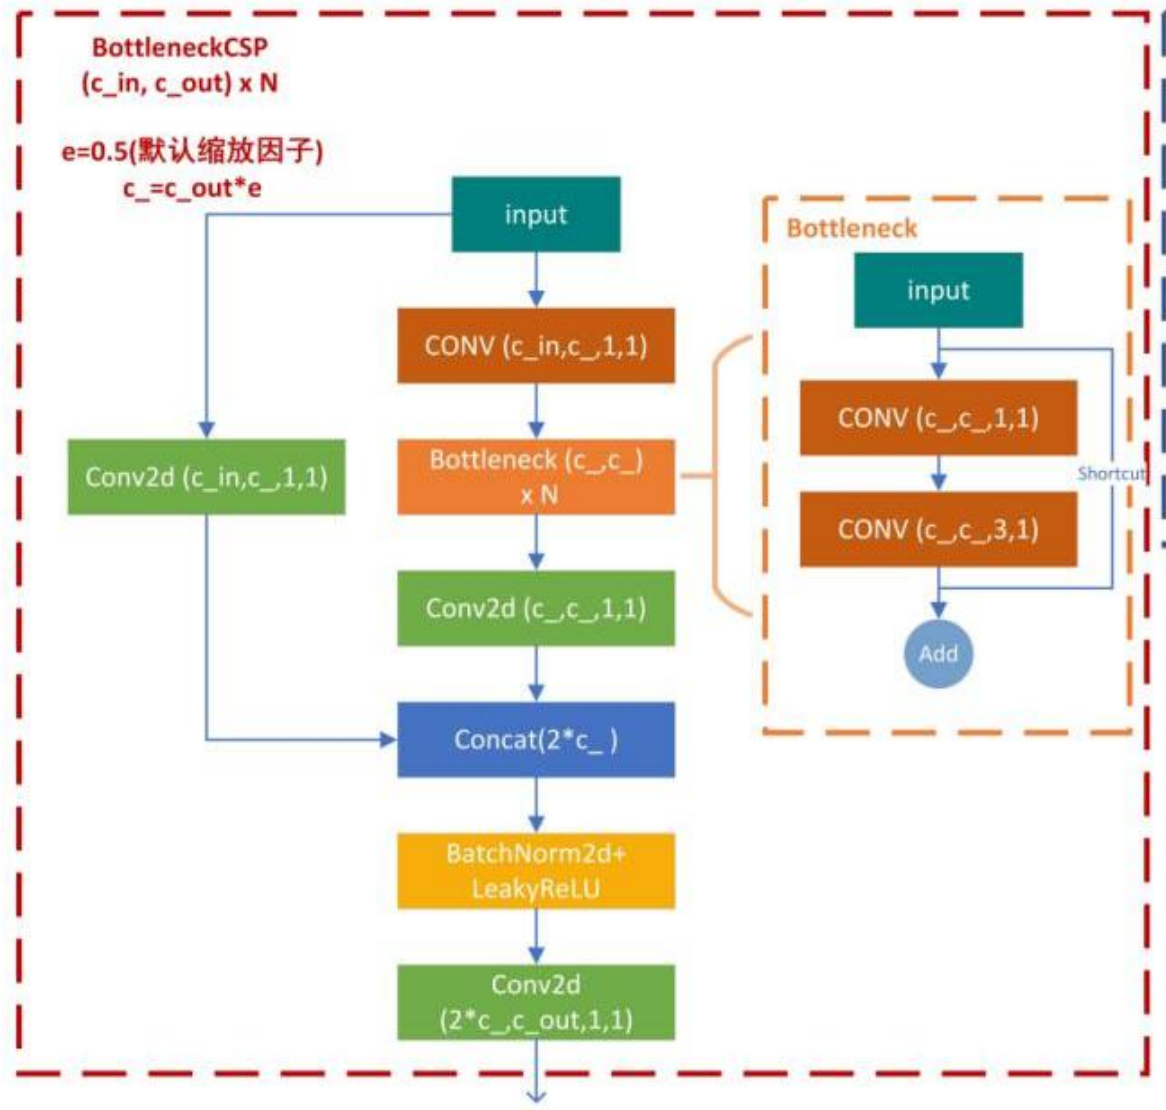 BottleneckCSP
(c_in, c_out) x N
e=0.5(默认缩放因子)
c_=c_out*e
input
CONV (c_in,c_,1,1)
Conv2d (c_in,c_,1,1)
Bottleneck (c_,c_)
x N
Conv2d (c_,c_,1,1)
Concat(2*c_ )
BatchNorm2d+
LeakyReLU
Conv2d
(2*c_,c_out,1,1)
Bottleneck
input
CONV (c_,c_,1,1)
Shortcut
CONV (c_,c_,3,1)
Add